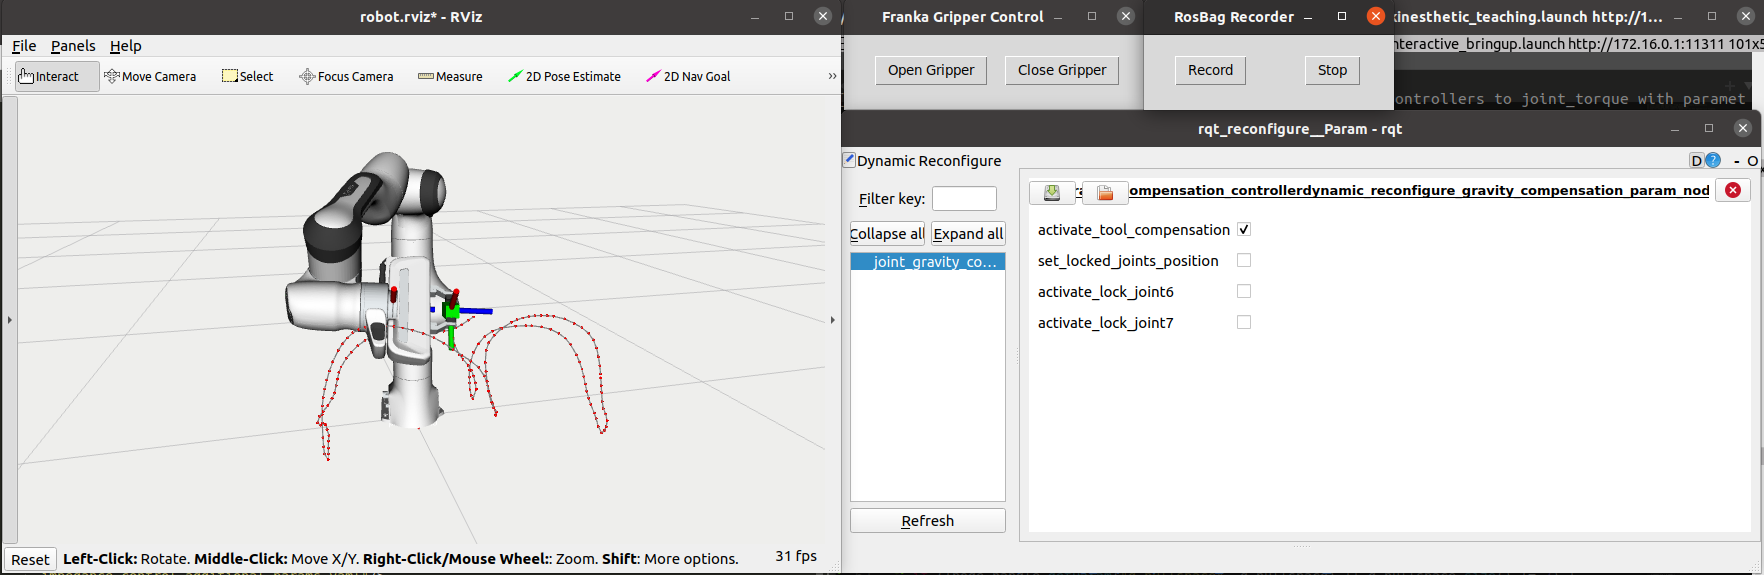 robot.rviz* - RViz
File Panels Help
Interact Move Camera Select Focus Camera Measure 2D Pose Estimate 2D Nav Goal »
Reset Left-Click: Rotate. Middle-Click: Move X/Y. Right-Click/Mouse Wheel:: Zoom. Shift: More options. 31 fps
Franka Gripper Control
Open Gripper Close Gripper
RosBag Recorder
Record Stop
kinesthetic_teaching.launch http://1...
nteractive_bringup.launch http://172.16.0.1:11311 101x5
ontrollers to joint_torque with paramet
rqt_reconfigure__Param - rqt
Dynamic Reconfigure D ? - O
Filter key:
Collapse all Expand all
joint_gravity_co...
Refresh
ompensation_controllerdynamic_reconfigure_gravity_compensation_param_nod
activate_tool_compensation
set_locked_joints_position
activate_lock_joint6
activate_lock_joint7